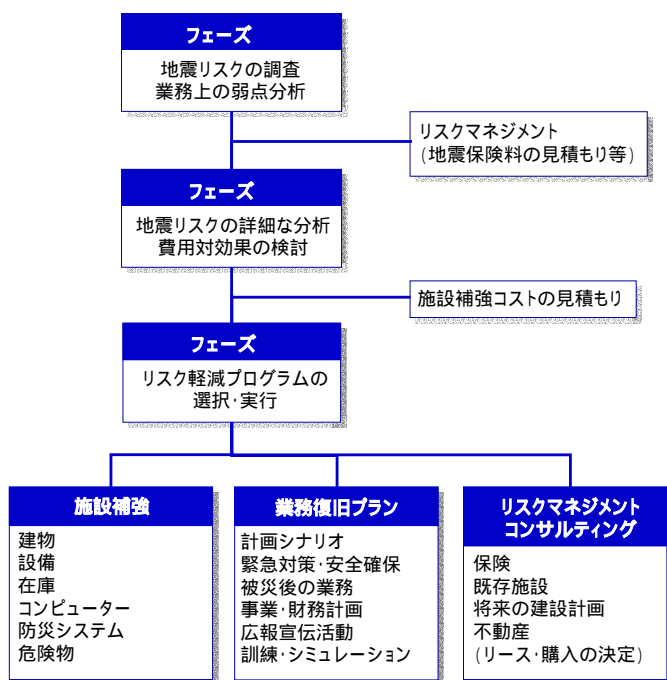 フェーズ
地震リスクの調査
業務上の弱点分析
リスクマネジメント
(地震保険料の見積もり等)
フェーズ
地震リスクの詳細な分析
費用対効果の検討
施設補強コストの見積もり
フェーズ
リスク軽減プログラムの
選択･実行
施設補強
建物
設備
在庫
コンピューター
防災システム
危険物
業務復旧プラン
計画シナリオ
緊急対策･安全確保
被災後の業務
事業･財務計画
広報宣伝活動
訓練･シミュレーション
リスクマネジメント
コンサルティング
保険
既存施設
将来の建設計画
不動産
(リース･購入の決定)